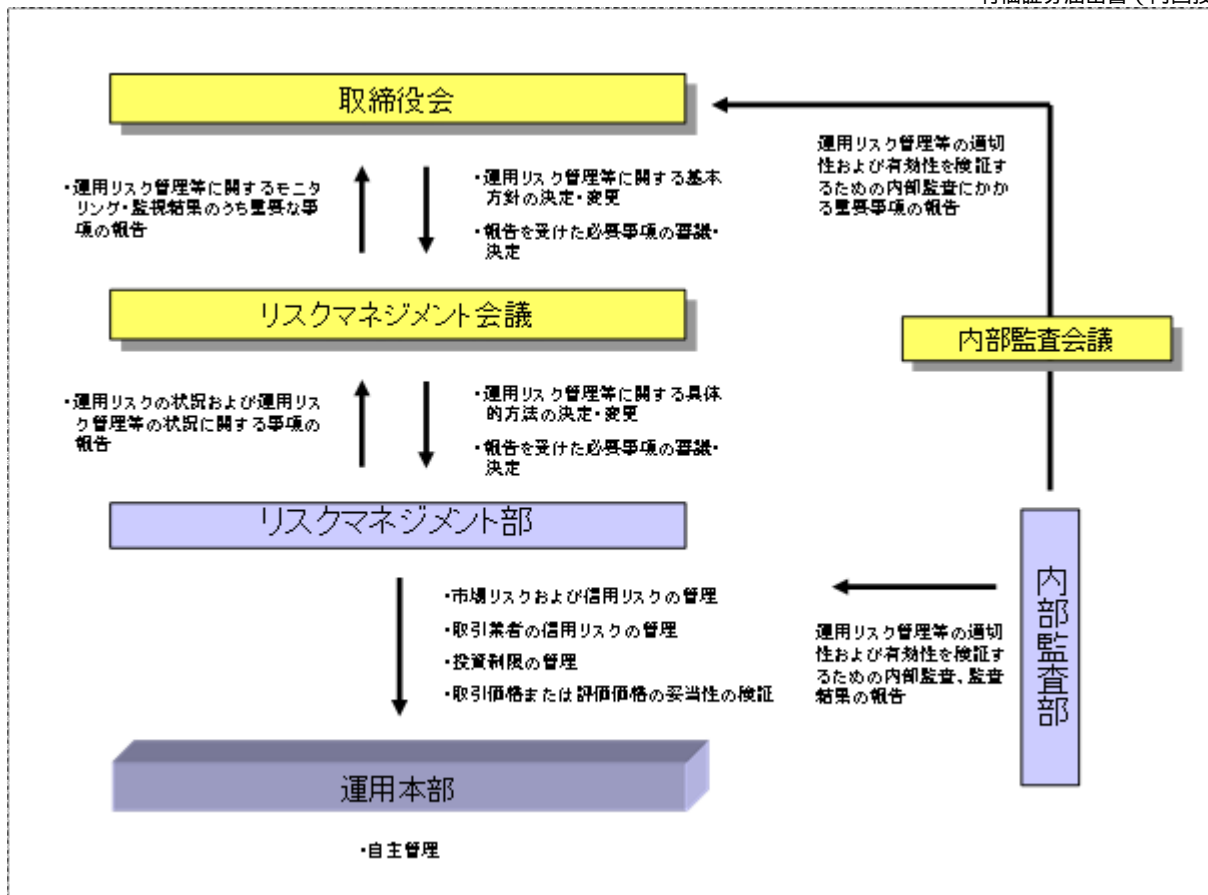 取締役会
・運用リスク管理等に関するモニタ
リング・監視結果のうち重要な事
項の報告
・運用リスク管理等に関する基本
方針の決定・変更
・報告を受けた必要事項の審議・
決定
運用リスク管理等の適切
性および有効性を検証す
るための内部監査にかか
る重要事項の報告
リスクマネジメント会議
内部監査会議
・運用リスクの状況および運用リス
ク管理等の状況に関する事項の
報告
・運用リスク管理等に関する具体
的方法の決定・変更
・報告を受けた必要事項の審議・
決定
リスクマネジメント部
内部監査部
・市場リスクおよび信用リスクの管理
・取引業者の信用リスクの管理
・投資制限の管理
・取引価格または評価価格の妥当性の検証
運用リスク管理等の適切
性および有効性を検証す
るための内部監査、監査
結果の報告
運用本部
・自主管理